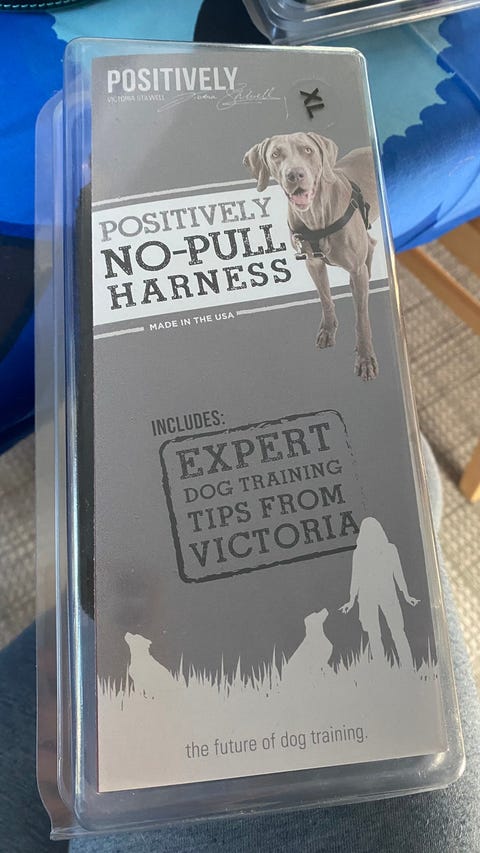 POSITIVELY
VICTORIA STILWELL
XL
POSITIVELY
NO-PULL
HARNESS
MADE IN THE USA
INCLUDES:
EXPERT
DOG TRAINING
TIPS FROM
VICTORIA
the future of dog training.